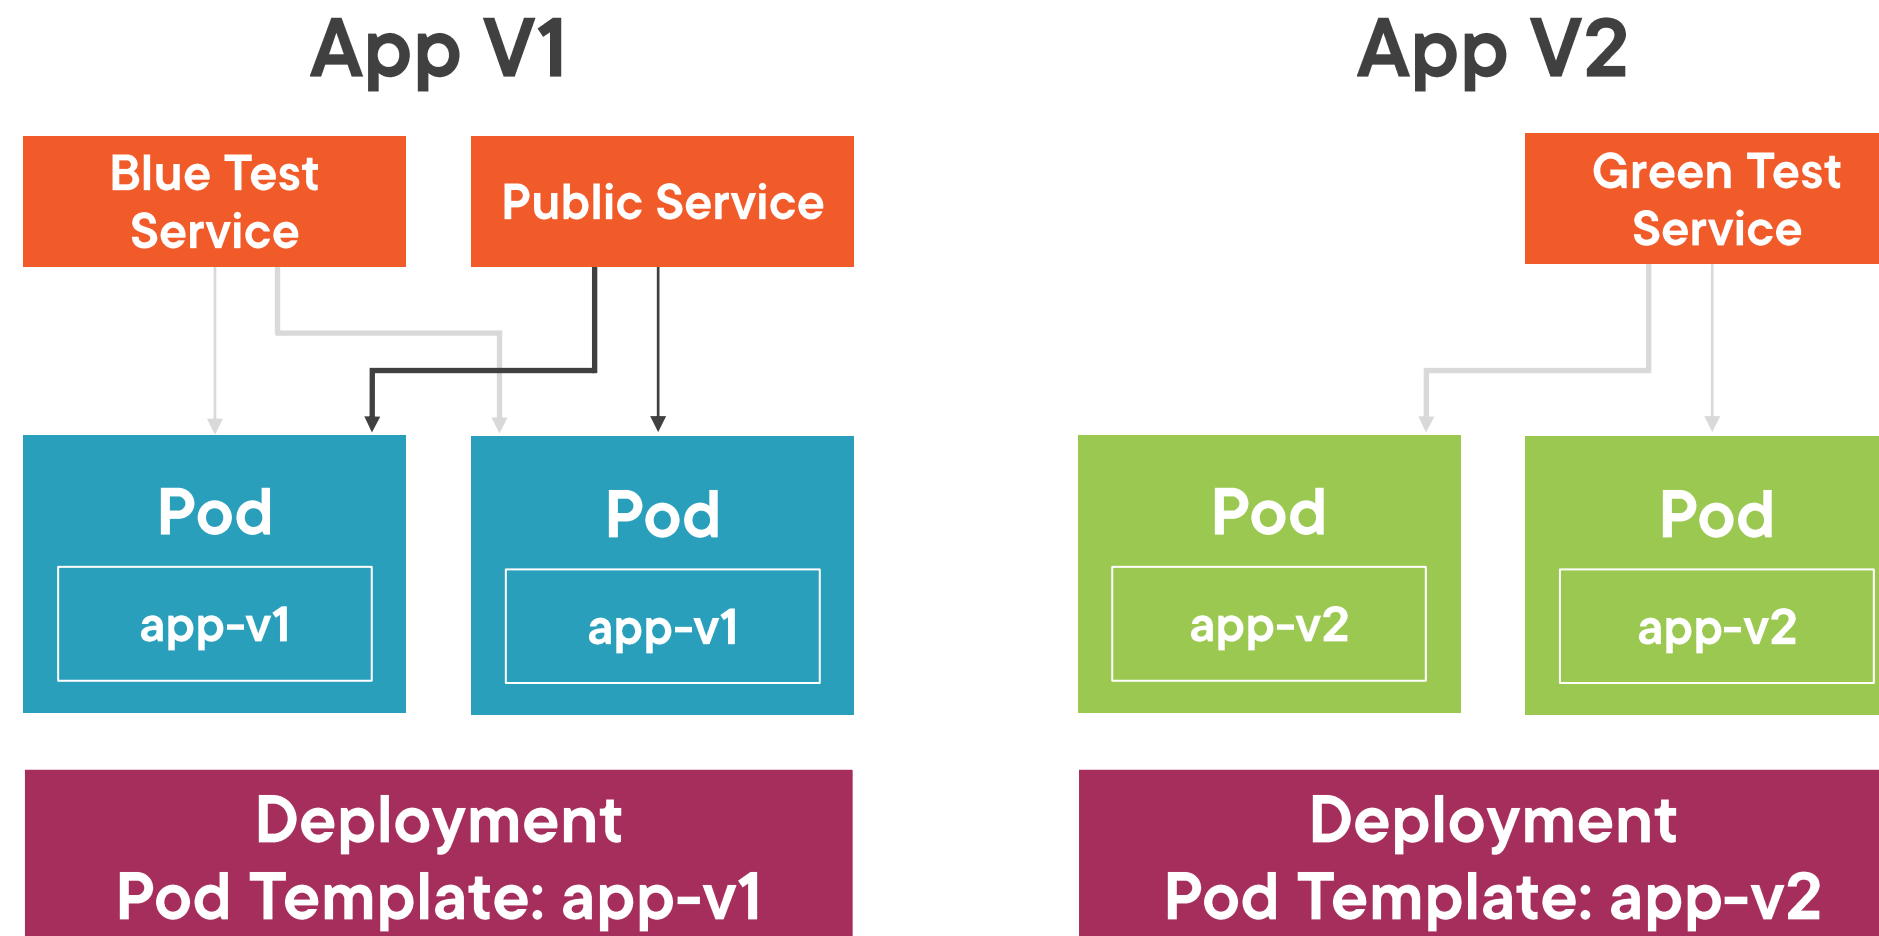 App V1
Blue Test
Service
Public Service
Pod
app-v1
Pod
app-v1
Deployment
Pod Template: app-v1
App V2
Green Test
Service
Pod
app-v2
Pod
app-v2
Deployment
Pod Template: app-v2